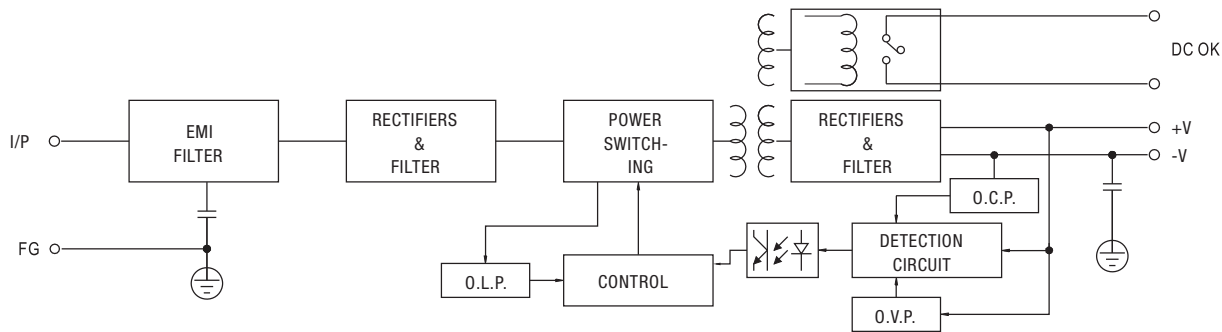 DC OK
I/P
EMI
FILTER
RECTIFIERS
&
FILTER
POWER
SWITCH-
ING
RECTIFIERS
&
FILTER
+V
-V
O.C.P.
FG
O.L.P.
CONTROL
DETECTION
CIRCUIT
O.V.P.